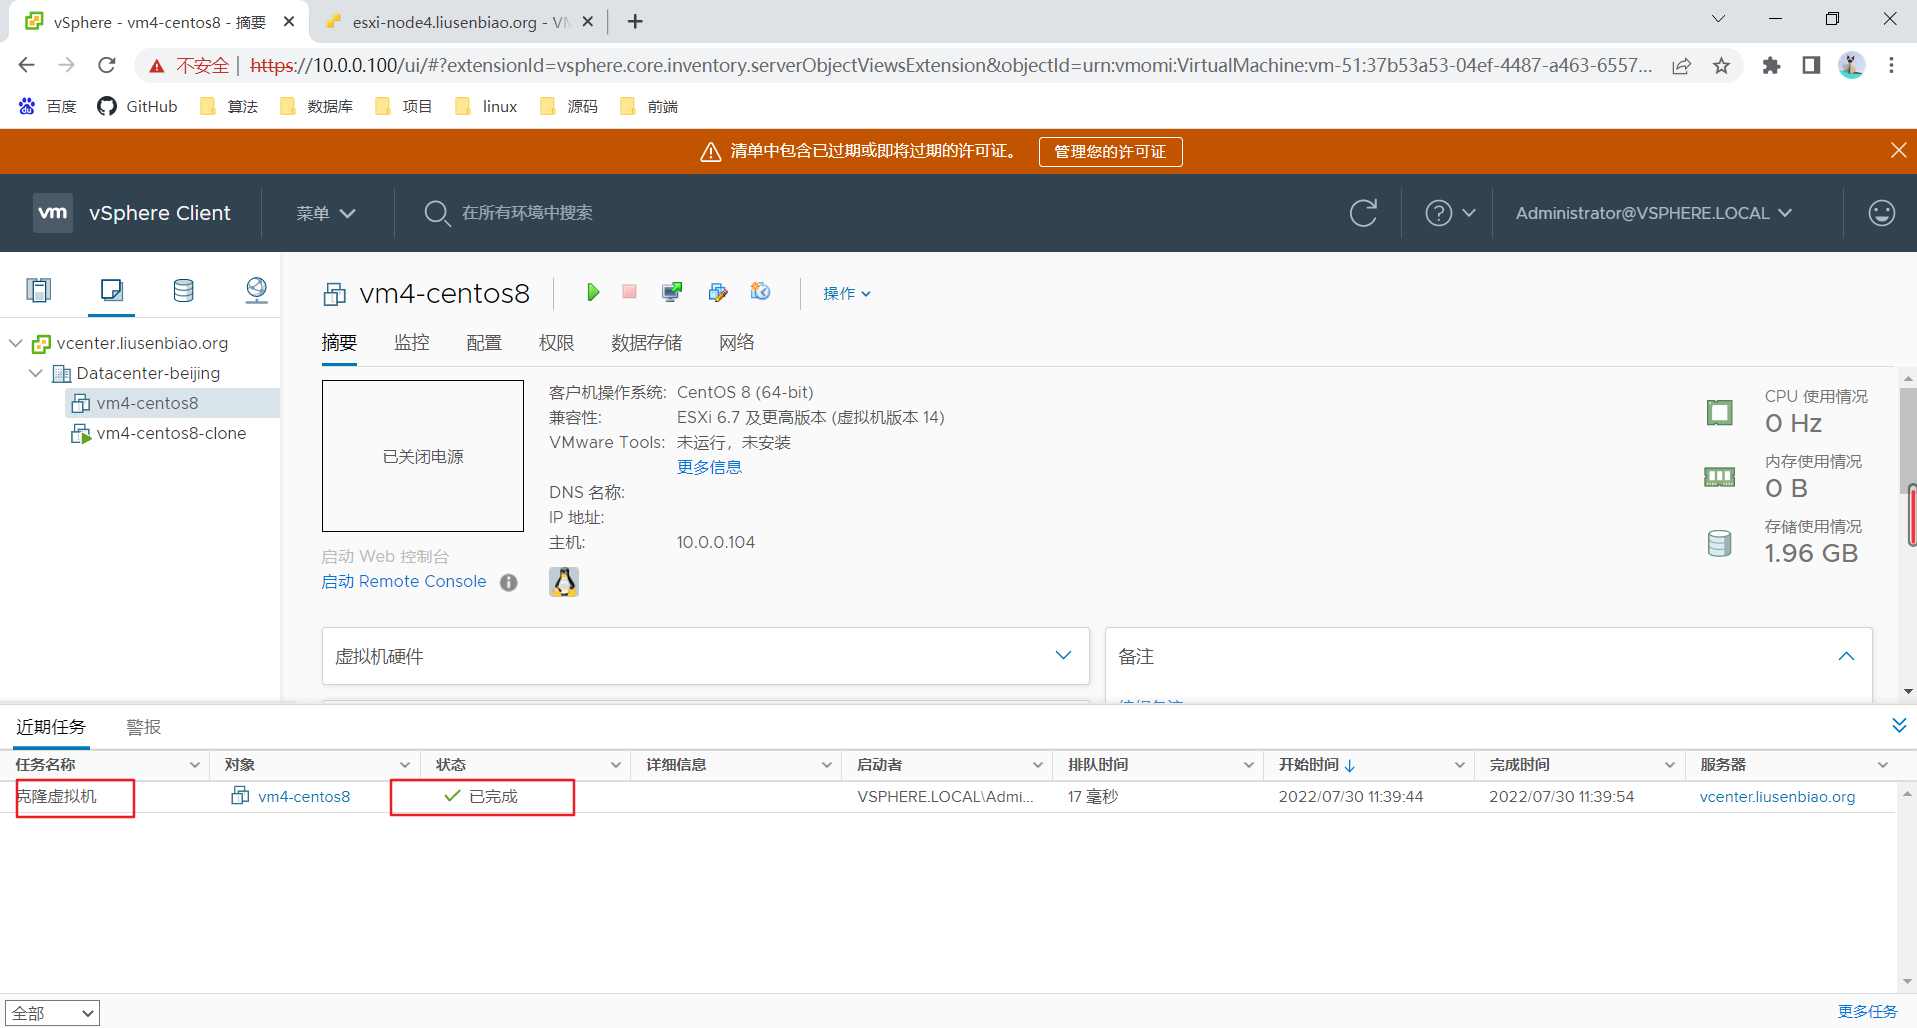 vSphere - vm4-centos8 - 摘要
esxi-node4.liusenbiao.org - VM
不安全 | https://10.0.0.100/ui/#?extensionId=vsphere.core.inventory.serverObjectViewsExtension&objectId=urn:vmomi:VirtualMachine:vm-51:37b53a53-04ef-4487-a463-6557...
百度 GitHub 算法 数据库 项目 linux 源码 前端
清单中包含已过期或即将过期的许可证。 管理您的许可证
vm vSphere Client 菜单 在所有环境中搜索 Administrator@VSPHERE.LOCAL
vcenter.liusenbiao.org
Datacenter-beijing
vm4-centos8
vm4-centos8-clone
vm4-centos8 操作
摘要 监控 配置 权限 数据存储 网络
已关闭电源
启动 Web 控制台
启动 Remote Console
客户机操作系统: CentOS 8 (64-bit)
兼容性: ESXi 6.7 及更高版本 (虚拟机版本 14)
VMware Tools: 未运行，未安装
更多信息
DNS 名称:
IP 地址:
主机: 10.0.0.104
CPU 使用情况
0 Hz
内存使用情况
0 B
存储使用情况
1.96 GB
虚拟机硬件
备注
编辑备注
近期任务 警报
任务名称 对象 状态 详细信息 启动者 排队时间 开始时间 完成时间 服务器
克隆虚拟机 vm4-centos8 已完成 VSPHERE.LOCAL\Admi... 17 毫秒 2022/07/30 11:39:44 2022/07/30 11:39:54 vcenter.liusenbiao.org
全部 更多任务